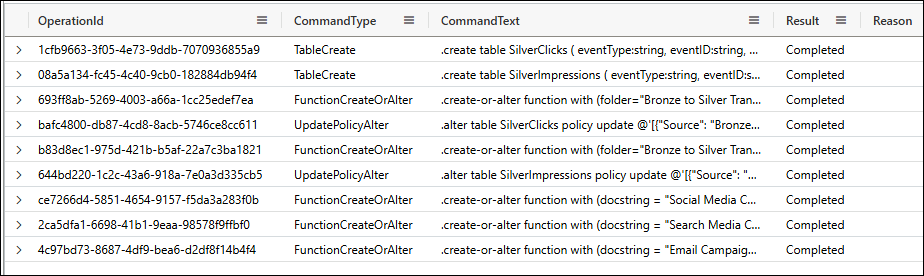 OperationId CommandType CommandText Result Reason
1cfb9663-3f05-4e73-9ddb-7070936855a9 TableCreate .create table SilverClicks ( eventType:string, eventID:string, ... Completed
08a5a134-fc45-4c40-9cb0-182884db94f4 TableCreate .create table SilverImpressions ( eventType:string, eventID:s... Completed
693ff8ab-5269-4003-a66a-1cc25edef7ea FunctionCreateOrAlter .create-or-alter function with (folder="Bronze to Silver Tran... Completed
bafc4800-db87-4cd8-8acb-5746ce8cc611 UpdatePolicyAlter .alter table SilverClicks policy update @'[{"Source": "Bronze... Completed
b83d8ec1-975d-421b-b5af-22a7c3ba1821 FunctionCreateOrAlter .create-or-alter function with (folder="Bronze to Silver Tran... Completed
644bd220-1c2c-43a6-918a-7e0a3d335cb5 UpdatePolicyAlter .alter table SilverImpressions policy update @'[{"Source": "... Completed
ce7266d4-5851-4654-9157-f5da3a283f0b FunctionCreateOrAlter .create-or-alter function with (docstring = "Social Media C... Completed
2ca5dfa1-6698-41b1-9eaa-98578f9ffbf0 FunctionCreateOrAlter .create-or-alter function with (docstring = "Search Media C... Completed
4c97bd73-8687-4df9-bea6-d2df8f14b4f4 FunctionCreateOrAlter .create-or-alter function with (docstring = "Email Campaig... Completed